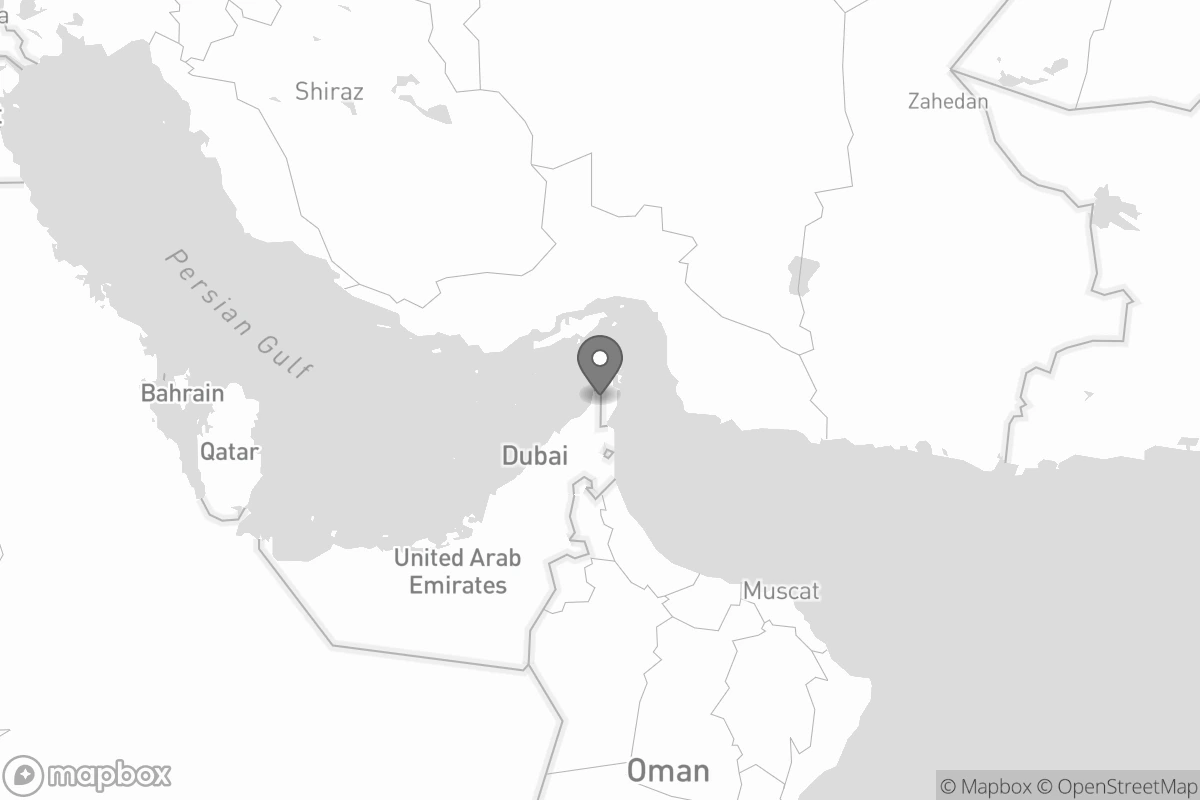 Shiraz
Zahedan
Persian Gulf
Bahrain
Qatar
Dubai
United Arab
Emirates
Muscat
Oman
mapbox
© Mapbox © OpenStreetMap